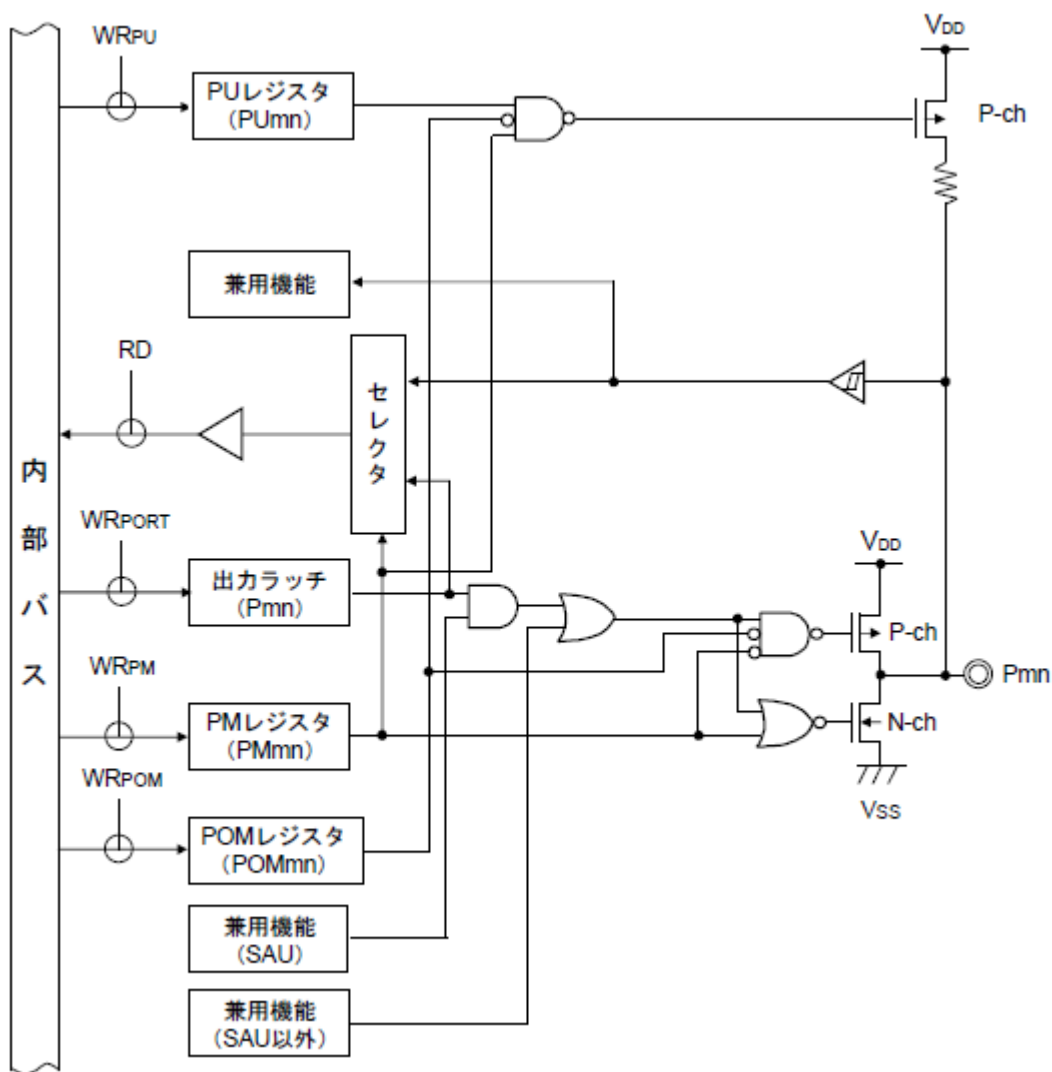 WRPU
PUレジスタ
(PUmn)
VDD
P-ch
兼用機能
RD
セレクタ
内部バス
WRPORT
出力ラッチ
(Pmn)
VDD
P-ch
Pmn
WRPM
PMレジスタ
(PMmn)
N-ch
WRPOM
VSS
POMレジスタ
(POMmn)
兼用機能
(SAU)
兼用機能
(SAU以外)